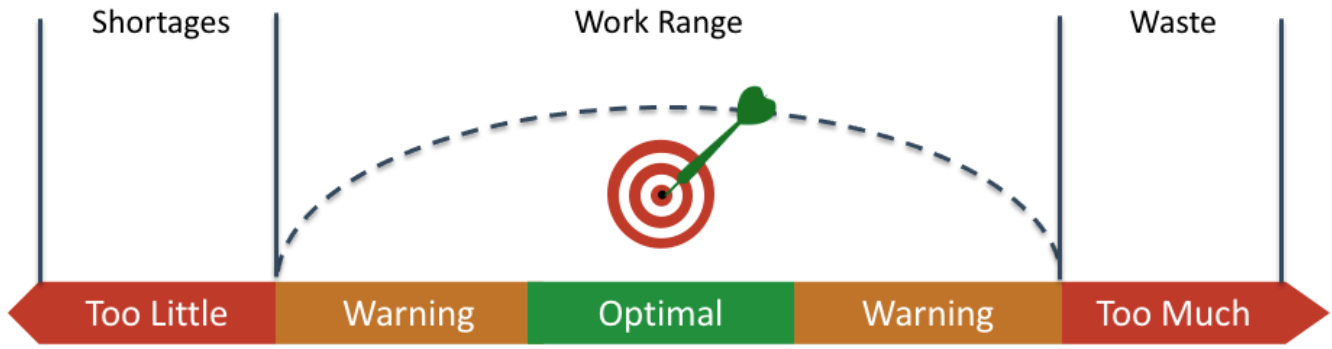 Shortages
Work Range
Waste
Too Little
Warning
Optimal
Warning
Too Much